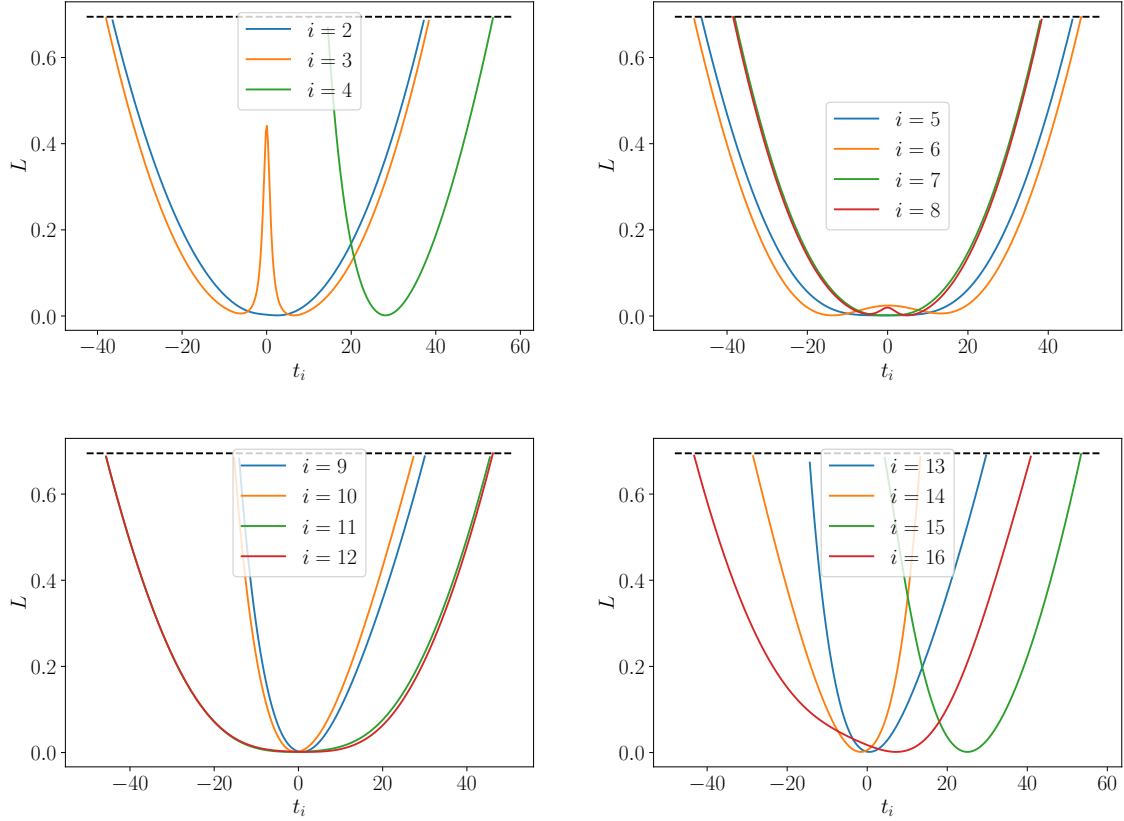 0.6
0.4
0.2
0.0
L
−40
−20
0
20
40
60
t_i
i = 2
i = 3
i = 4
0.6
0.4
0.2
0.0
L
−40
−20
0
20
40
t_i
i = 5
i = 6
i = 7
i = 8
0.6
0.4
0.2
0.0
L
−40
−20
0
20
40
t_i
i = 9
i = 10
i = 11
i = 12
0.6
0.4
0.2
0.0
L
−40
−20
0
20
40
60
t_i
i = 13
i = 14
i = 15
i = 16